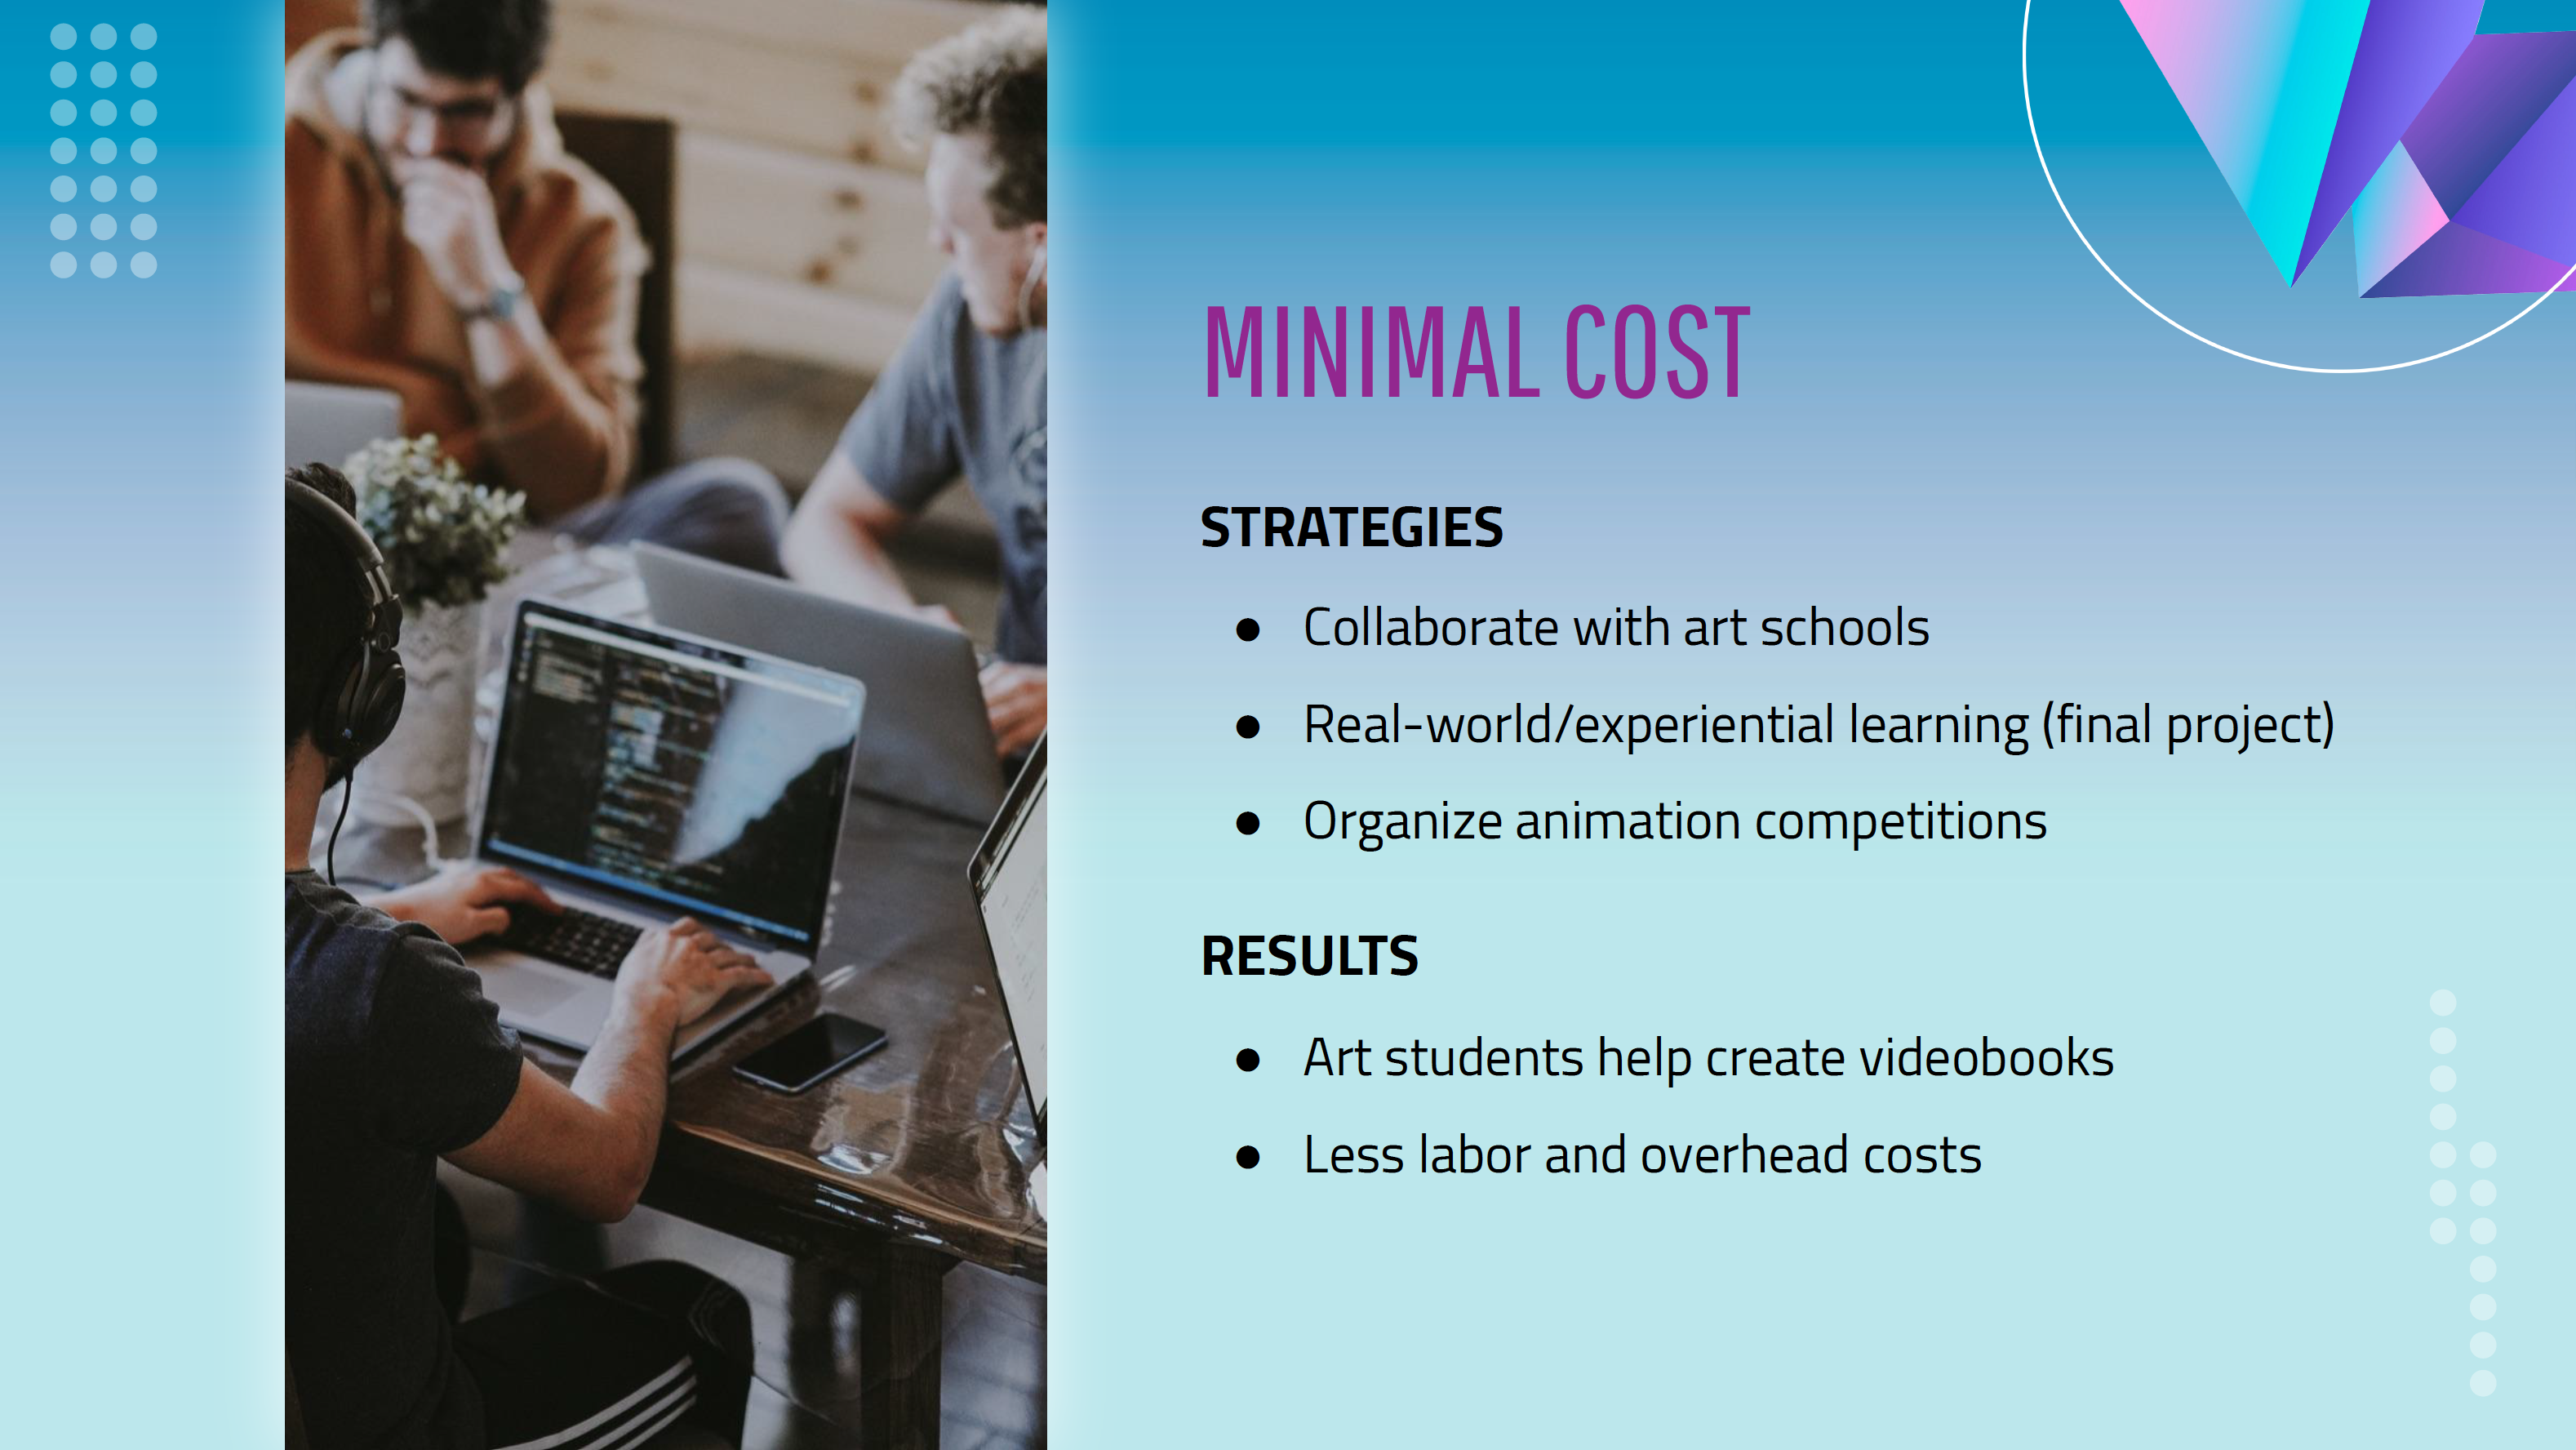 MINIMAL COST
STRATEGIES
● Collaborate with art schools
● Real-world/experiential learning (final project)
● Organize animation competitions
RESULTS
● Art students help create videobooks
● Less labor and overhead costs